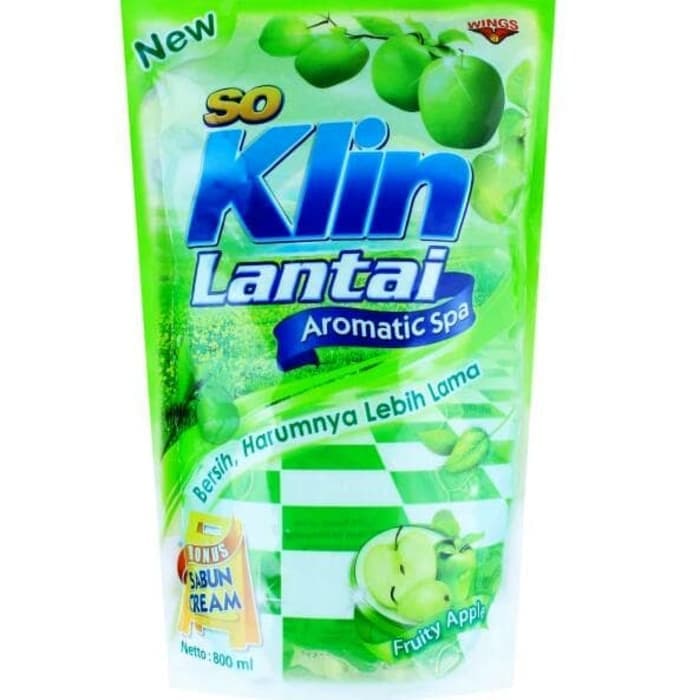 New
WINGS
SO
Klin
Lantai
Aromatic Spa
Bersih, Harumnya Lebih Lama
BONUS
SABUN
CREAM
Netto : 800 ml
Fruity Apple